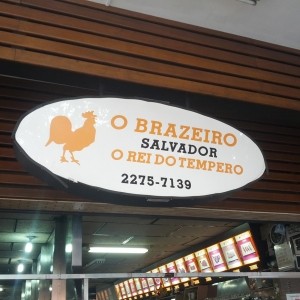 O BRAZEIRO
SALVADOR
O REI DO TEMPERO
2275-7139